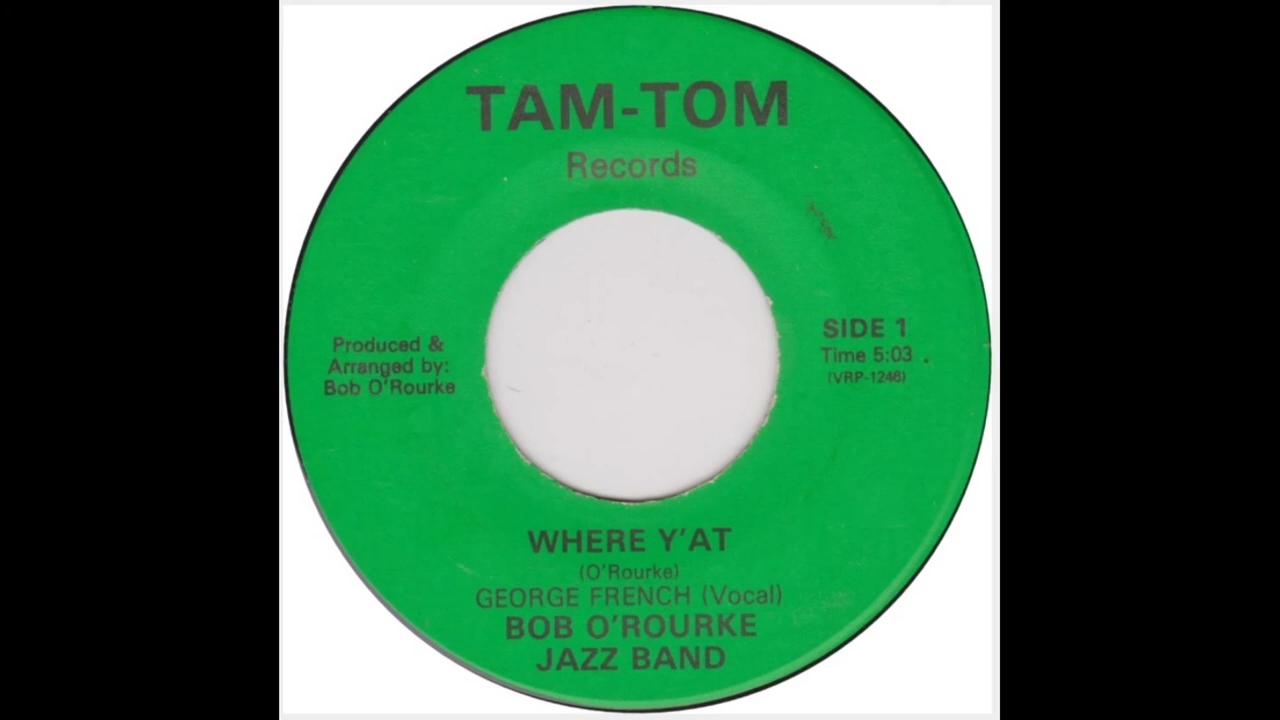 TAM-TOM
Records
Produced &
Arranged by:
Bob O'Rourke
SIDE 1
Time 5:03
(VRP-1246)
WHERE Y'AT
(O'Rourke)
GEORGE FRENCH (Vocal)
BOB O'ROURKE
JAZZ BAND